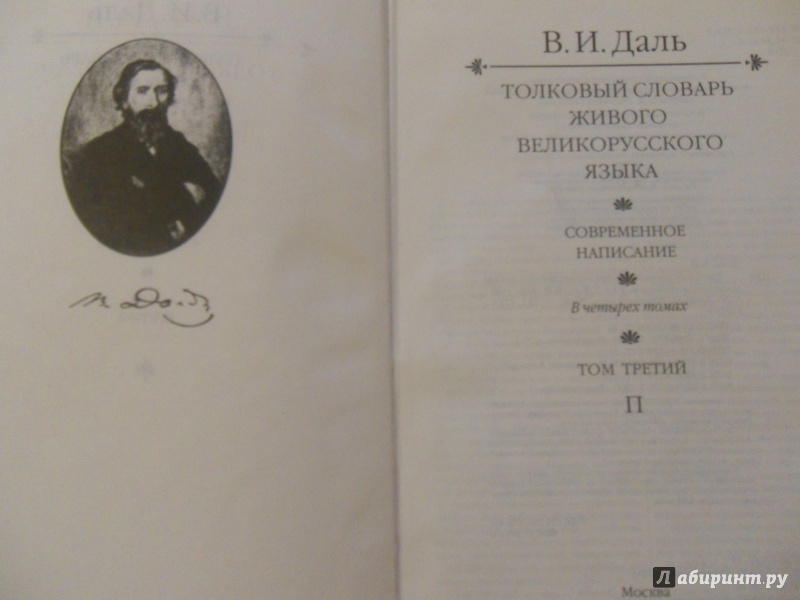 В. И. Даль
ТОЛКОВЫЙ СЛОВАРЬ
ЖИВОГО
ВЕЛИКОРУССКОГО
ЯЗЫКА
СОВРЕМЕННОЕ
НАПИСАНИЕ
В четырех томах
ТОМ ТРЕТИЙ
П
Москва
Лабиринт.ру